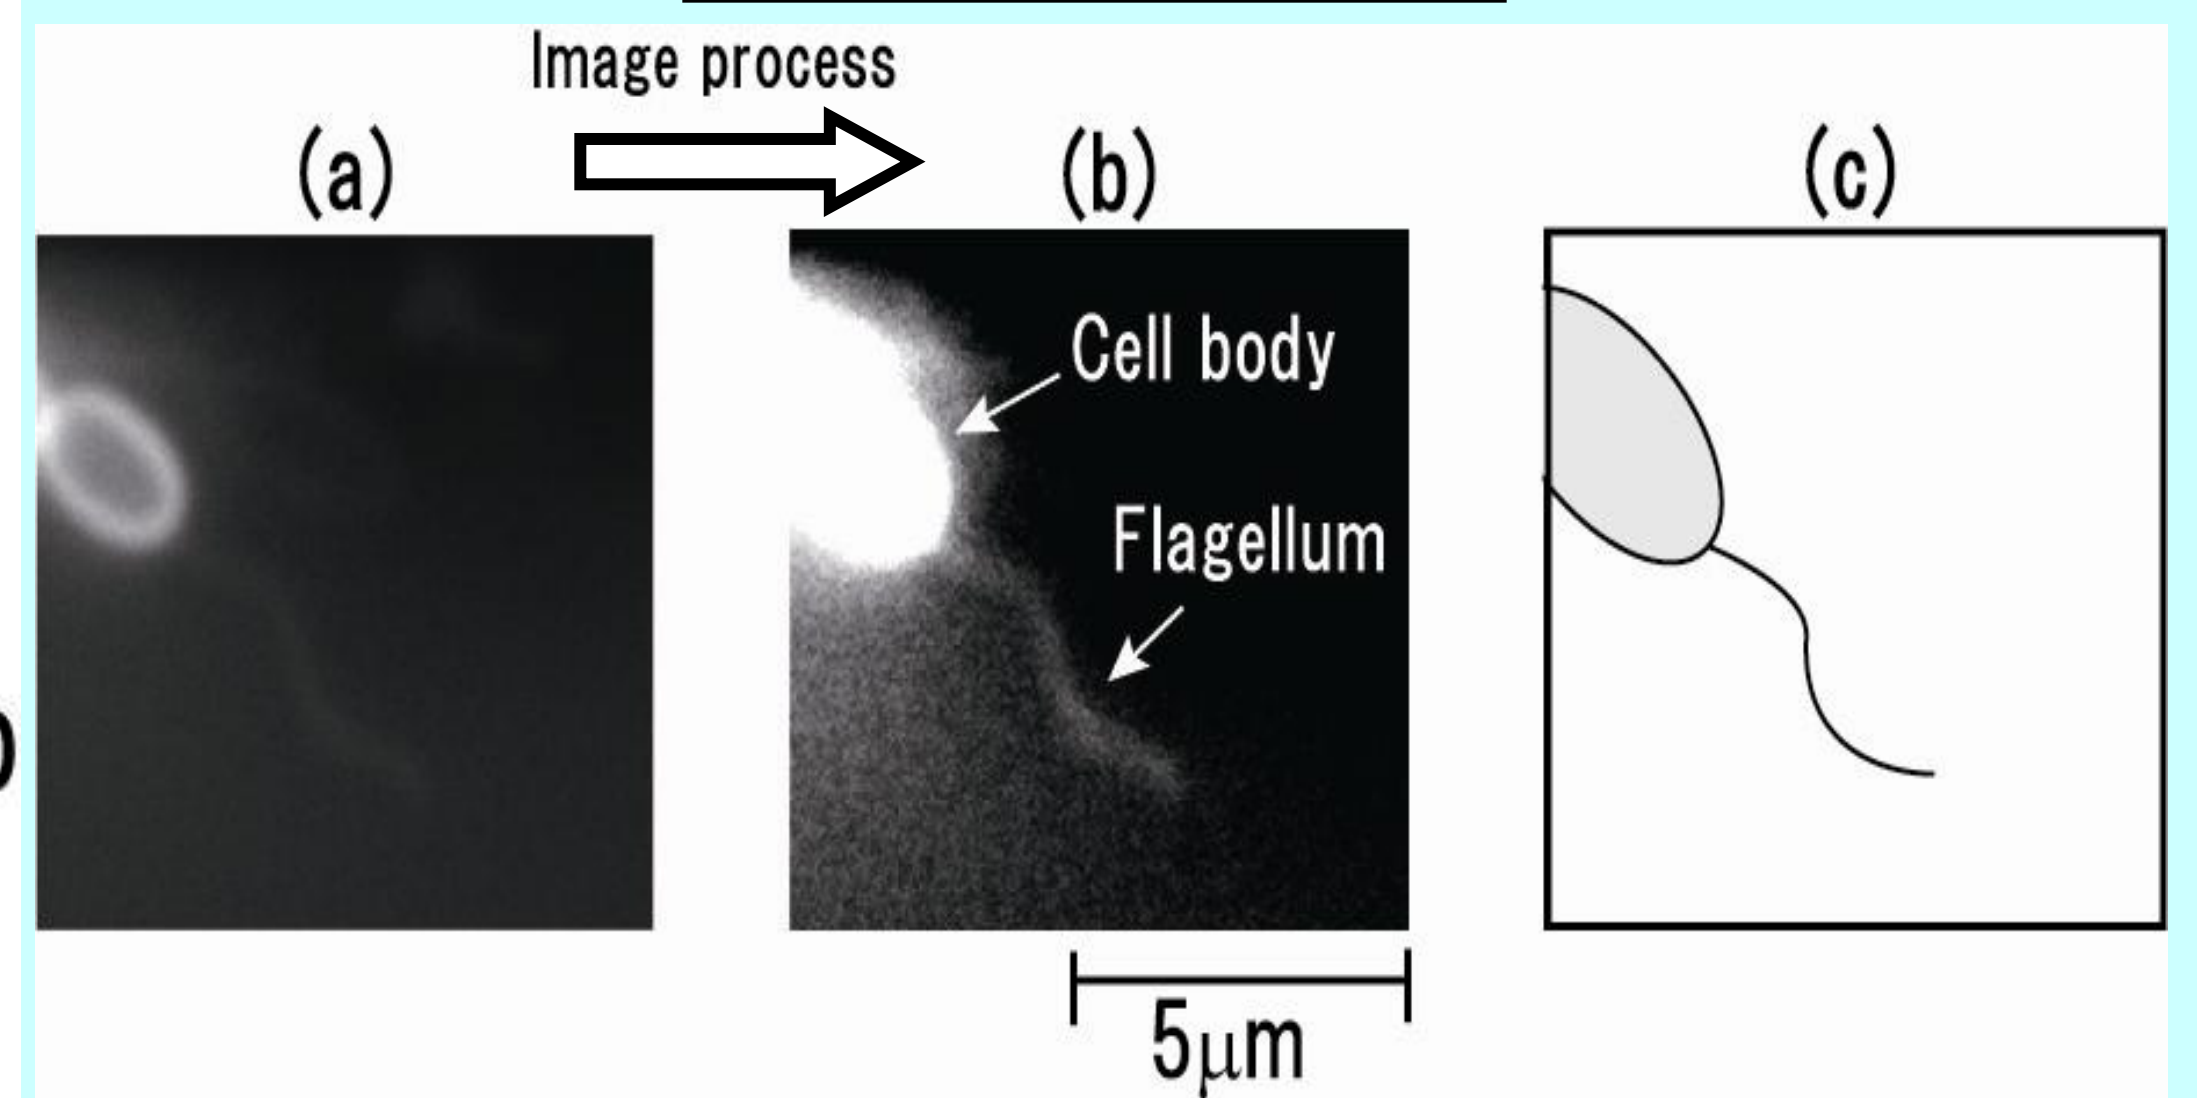 Image process
(a)
(b)
(c)
Cell body
Flagellum
5μm